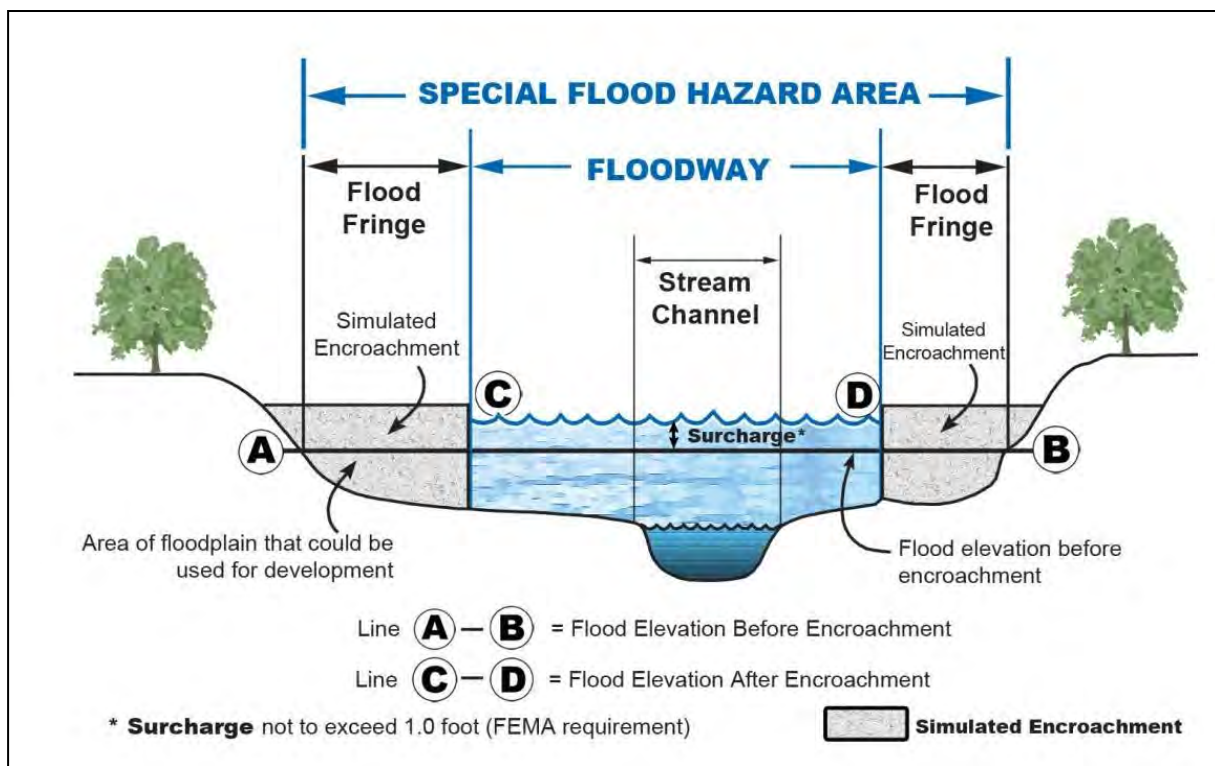 SPECIAL FLOOD HAZARD AREA
Flood
Fringe
FLOODWAY
Flood
Fringe
Stream
Channel
Simulated
Encroachment
Simulated
Encroachment
C
D
Surcharge*
A
B
Area of floodplain that could be
used for development
Flood elevation before
encroachment
Line A — B = Flood Elevation Before Encroachment
Line C — D = Flood Elevation After Encroachment
* Surcharge not to exceed 1.0 foot (FEMA requirement)
Simulated Encroachment